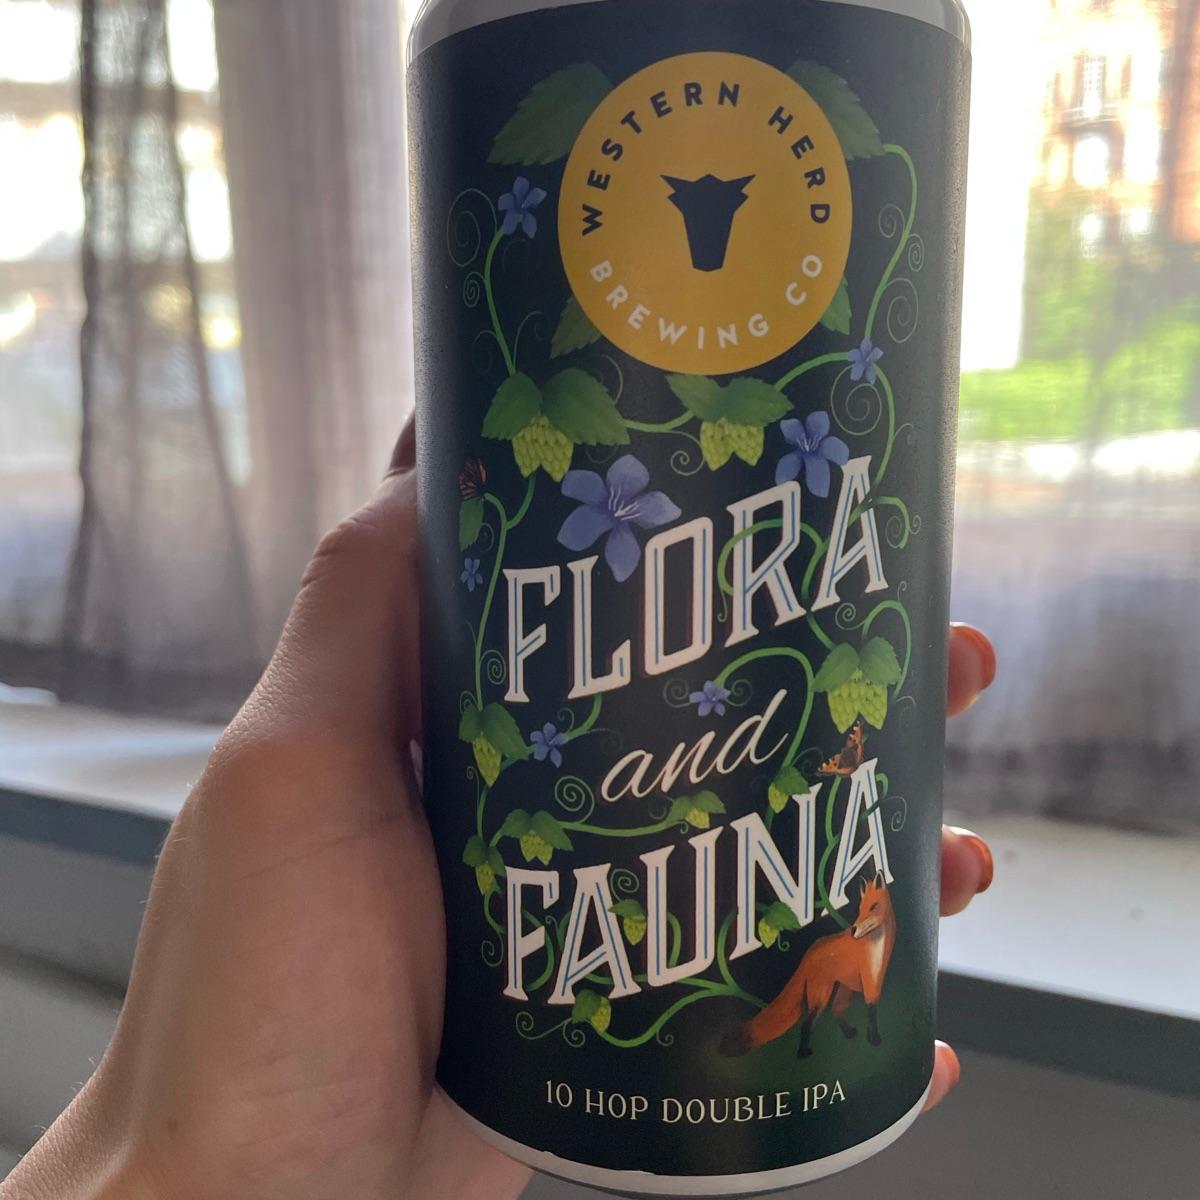 WESTERN HERD
BREWING CO
FLORA
and
FAUNA
10 HOP DOUBLE IPA